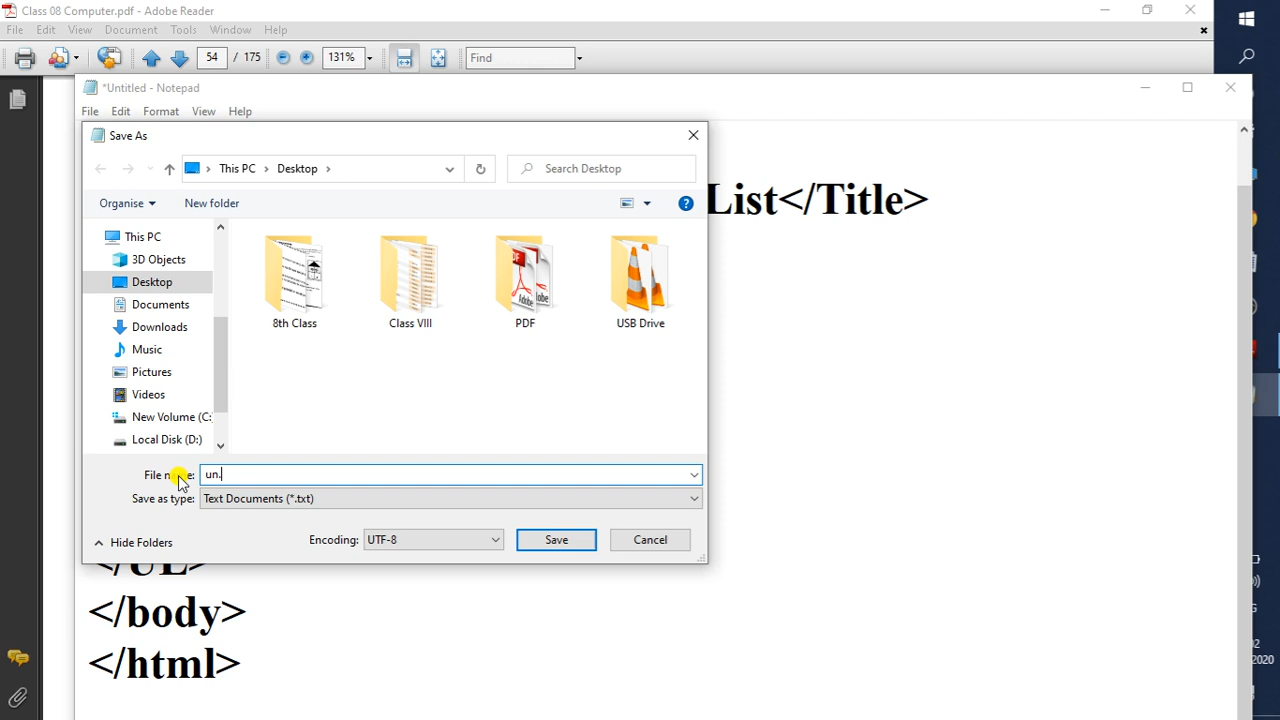 Class 08 Computer.pdf - Adobe Reader
File Edit View Document Tools Window Help
54 / 175 131% Find
*Untitled - Notepad
File Edit Format View Help
Save As
This PC > Desktop >
Search Desktop
Organise
New folder
List</Title>
This PC
3D Objects
Desktop
Documents
Downloads
Music
Pictures
Videos
New Volume (C:
Local Disk (D:)
8th Class
Class VIII
PDF
USB Drive
File name: un.
Save as type: Text Documents (*.txt)
Hide Folders
Encoding: UTF-8
Save
Cancel
</UL>
</body>
</html>